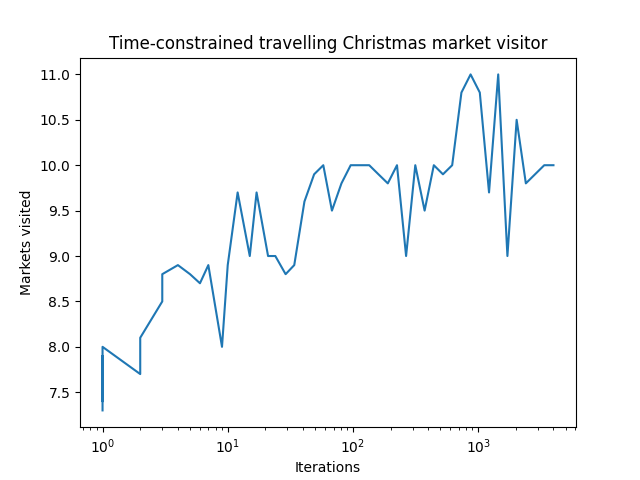 Time-constrained travelling Christmas market visitor
11.0
10.5
10.0
9.5
9.0
8.5
8.0
7.5
Markets visited
10⁰ 10¹ 10² 10³
Iterations